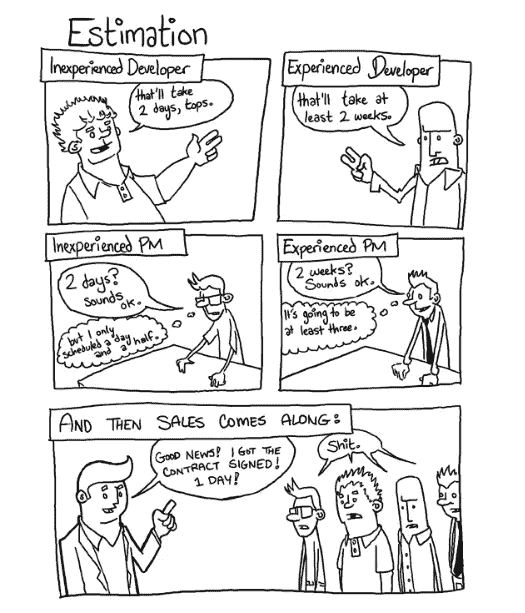 Estimation
Inexperienced Developer
that'll take
2 days, tops.
Experienced Developer
that'll take at
least 2 weeks.
Inexperienced PM
2 days?
Sounds
ok.
but I only
scheduled a day
and a half.
Experienced PM
2 weeks?
Sounds ok.
It's going to be
at least three.
AND THEN SALES COMES ALONG:
GOOD NEWS! I GOT THE
CONTRACT SIGNED!
1 DAY!
Shit.